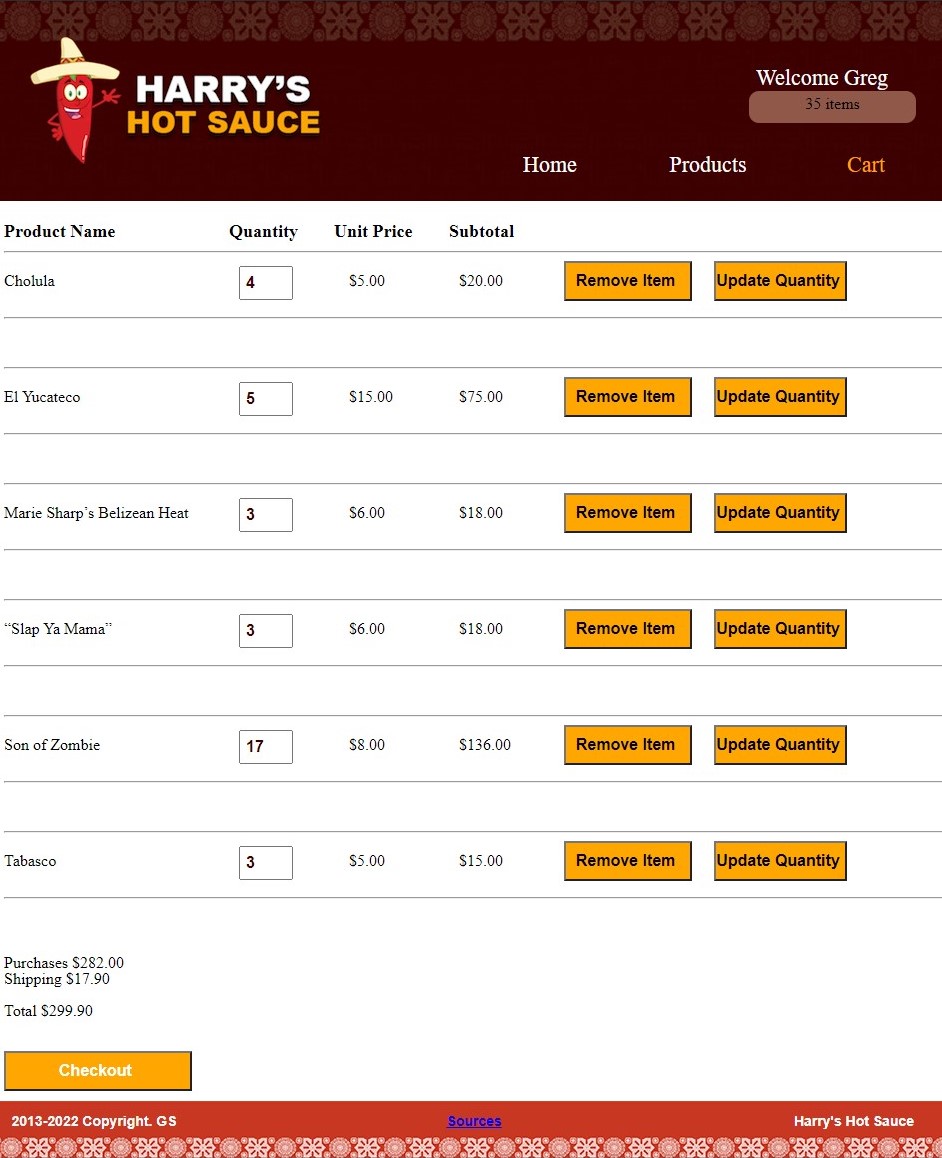 HARRY’S
HOT SAUCE
Welcome Greg
35 items
Home Products Cart
Product Name Quantity Unit Price Subtotal
Cholula 4 $5.00 $20.00 Remove Item Update Quantity
El Yucateco 5 $15.00 $75.00 Remove Item Update Quantity
Marie Sharp’s Belizean Heat 3 $6.00 $18.00 Remove Item Update Quantity
“Slap Ya Mama” 3 $6.00 $18.00 Remove Item Update Quantity
Son of Zombie 17 $8.00 $136.00 Remove Item Update Quantity
Tabasco 3 $5.00 $15.00 Remove Item Update Quantity
Purchases $282.00
Shipping $17.90
Total $299.90
Checkout
2013-2022 Copyright. GS Sources Harry's Hot Sauce